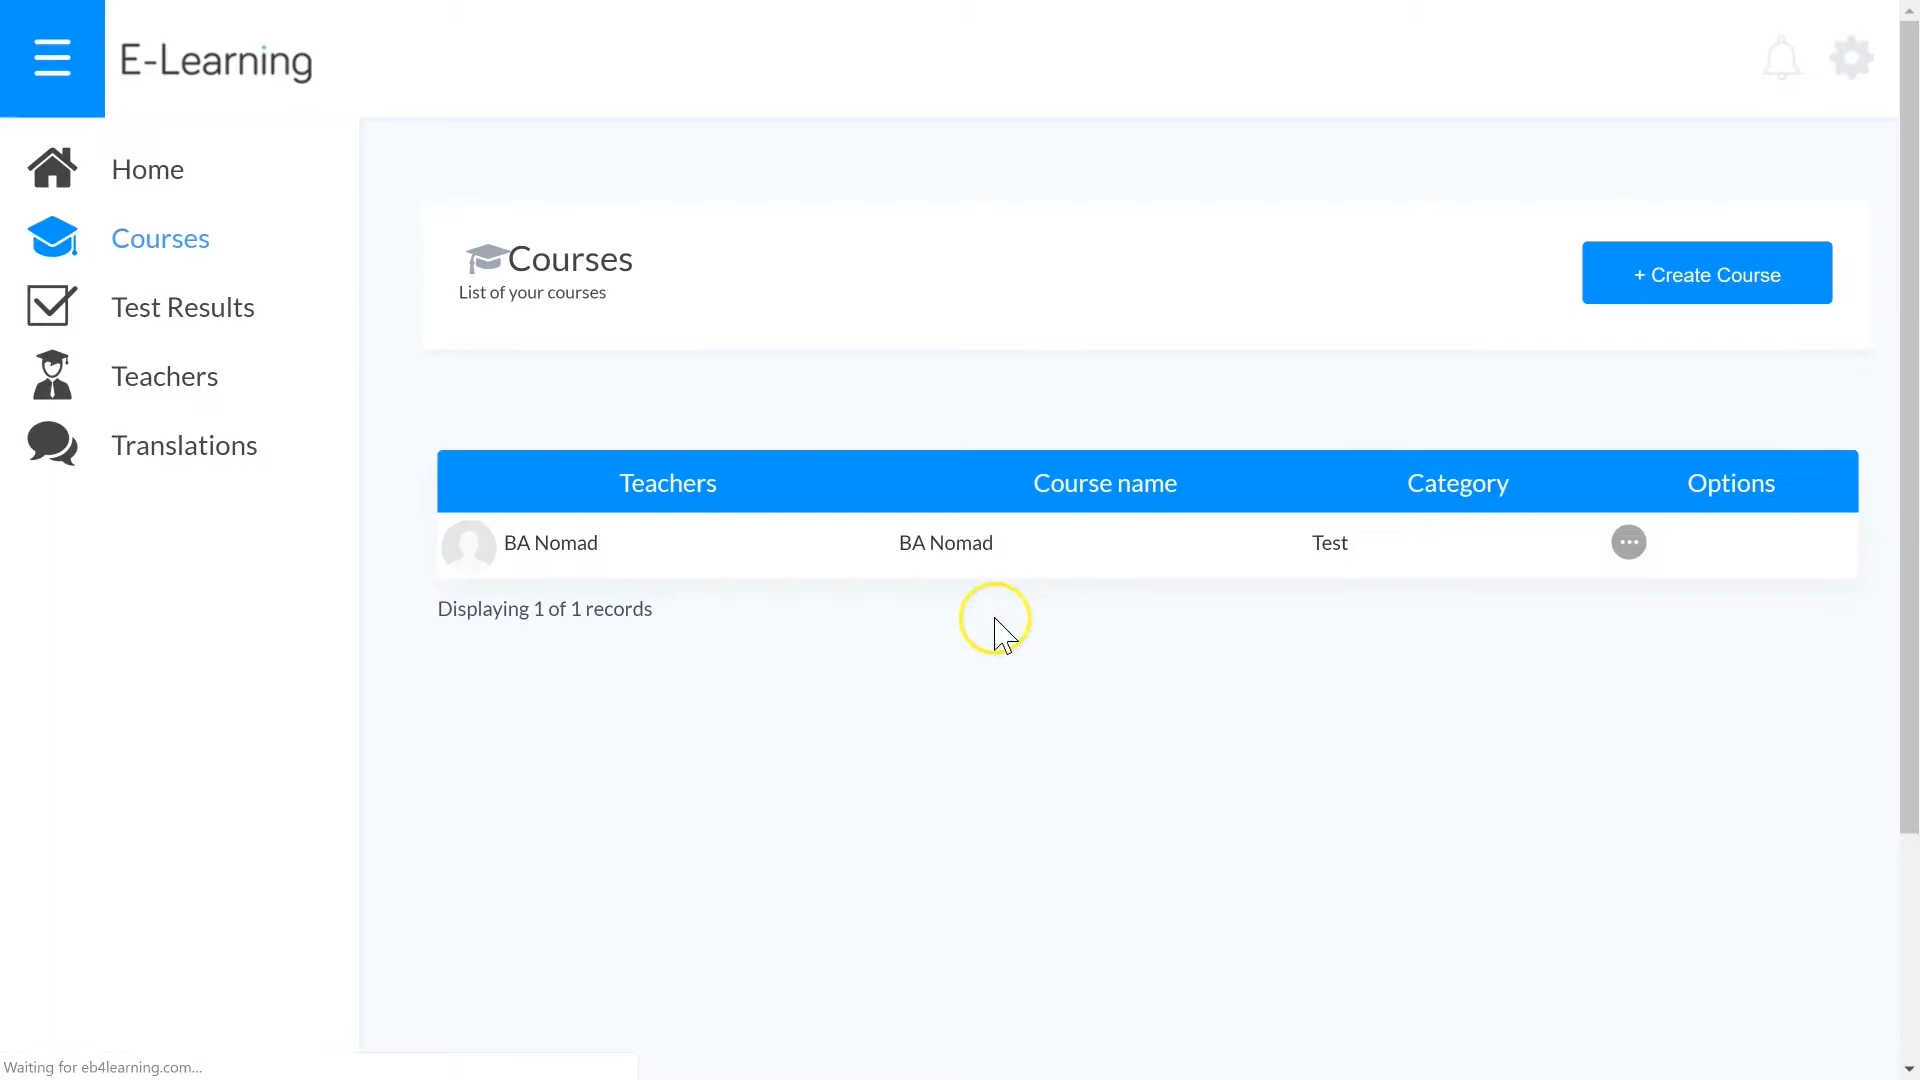 E-Learning
Home
Courses
Test Results
Teachers
Translations
Courses
List of your courses
+ Create Course
Teachers Course name Category Options
BA Nomad BA Nomad Test
Displaying 1 of 1 records
Waiting for eb4learning.com...